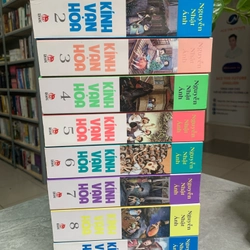 KÍNH VẠN HOA 2 Nguyễn Nhật Ánh
KÍNH VẠN HOA 3 Nguyễn Nhật Ánh
KÍNH VẠN HOA 4 Nguyễn Nhật Ánh
KÍNH VẠN HOA 5 Nguyễn Nhật Ánh
KÍNH VẠN HOA 6 Nguyễn Nhật Ánh
KÍNH VẠN HOA 7 Nguyễn Nhật Ánh
KÍNH VẠN HOA 8 Nguyễn Nhật Ánh
KÍNH VẠN